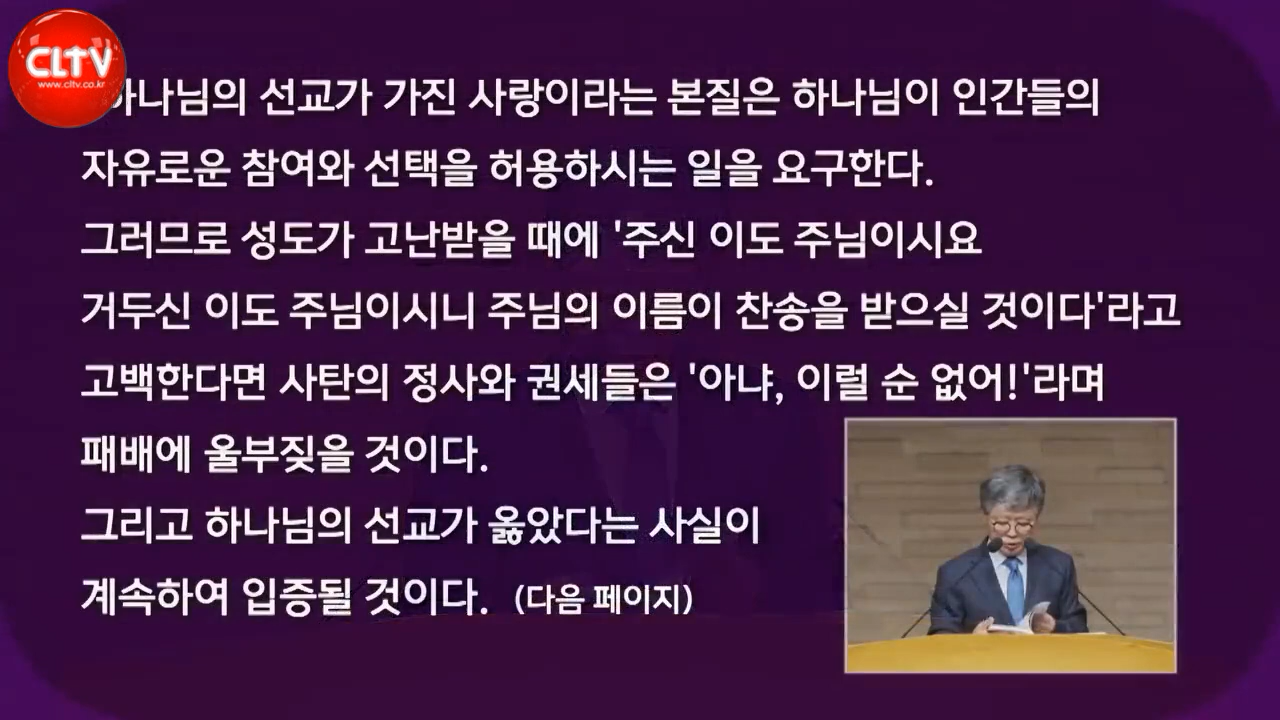 CLTV
www.cltv.co.kr
하나님의 선교가 가진 사랑이라는 본질은 하나님이 인간들의
자유로운 참여와 선택을 허용하시는 일을 요구한다.
그러므로 성도가 고난받을 때에 '주신 이도 주님이시요
거두신 이도 주님이시니 주님의 이름이 찬송을 받으실 것이다'라고
고백한다면 사탄의 정사와 권세들은 '아냐, 이럴 순 없어!'라며
패배에 울부짖을 것이다.
그리고 하나님의 선교가 옳았다는 사실이
계속하여 입증될 것이다. (다음 페이지)